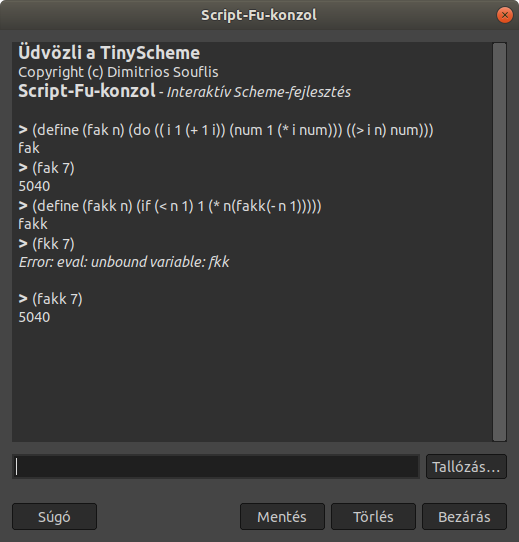 Script-Fu-konzol
Üdvözli a TinyScheme
Copyright (c) Dimitrios Souflis
Script-Fu-konzol - Interaktív Scheme-fejlesztés
> (define (fak n) (do (( i 1 (+ 1 i)) (num 1 (* i num))) ((> i n) num)))
fak
> (fak 7)
5040
> (define (fakk n) (if (< n 1) 1 (* n(fakk(- n 1)))))
fakk
> (fkk 7)
Error: eval: unbound variable: fkk
> (fakk 7)
5040
Tallózás...
Súgó Mentés Törlés Bezárás